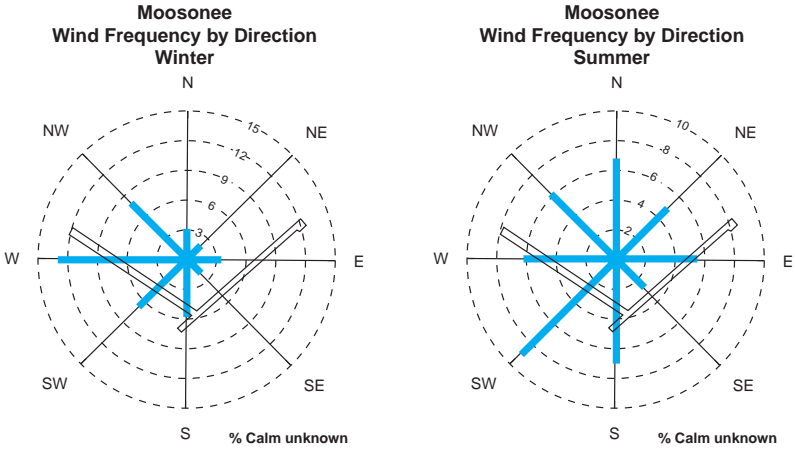 Moosonee
Wind Frequency by Direction
Winter
N
NW
NE
15
12
9
6
3
W
E
SW
SE
S
% Calm unknown
Moosonee
Wind Frequency by Direction
Summer
N
NW
NE
10
8
6
4
2
W
E
SW
SE
S
% Calm unknown